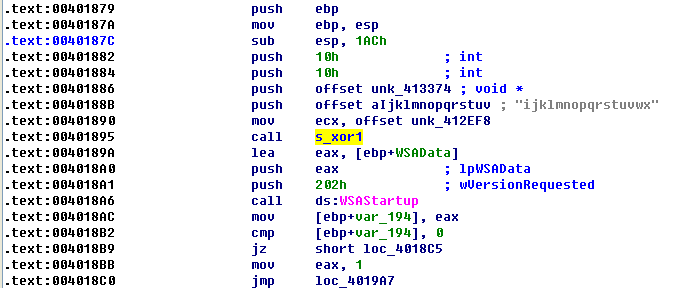 .text:00401879 push ebp
.text:0040187A mov ebp, esp
.text:0040187C sub esp, 1ACh
.text:00401882 push 10h ; int
.text:00401884 push 10h ; int
.text:00401886 push offset unk_413374 ; void *
.text:0040188B push offset aIjklmnopqrstuv ; "ijklmnopqrstuvwx"
.text:00401890 mov ecx, offset unk_412EF8
.text:00401895 call s_xor1
.text:0040189A lea eax, [ebp+WSAData]
.text:004018A0 push eax ; lpWSAData
.text:004018A1 push 202h ; wVersionRequested
.text:004018A6 call ds:WSAStartup
.text:004018AC mov [ebp+var_194], eax
.text:004018B2 cmp [ebp+var_194], 0
.text:004018B9 jz short loc_4018C5
.text:004018BB mov eax, 1
.text:004018C0 jmp loc_4019A7